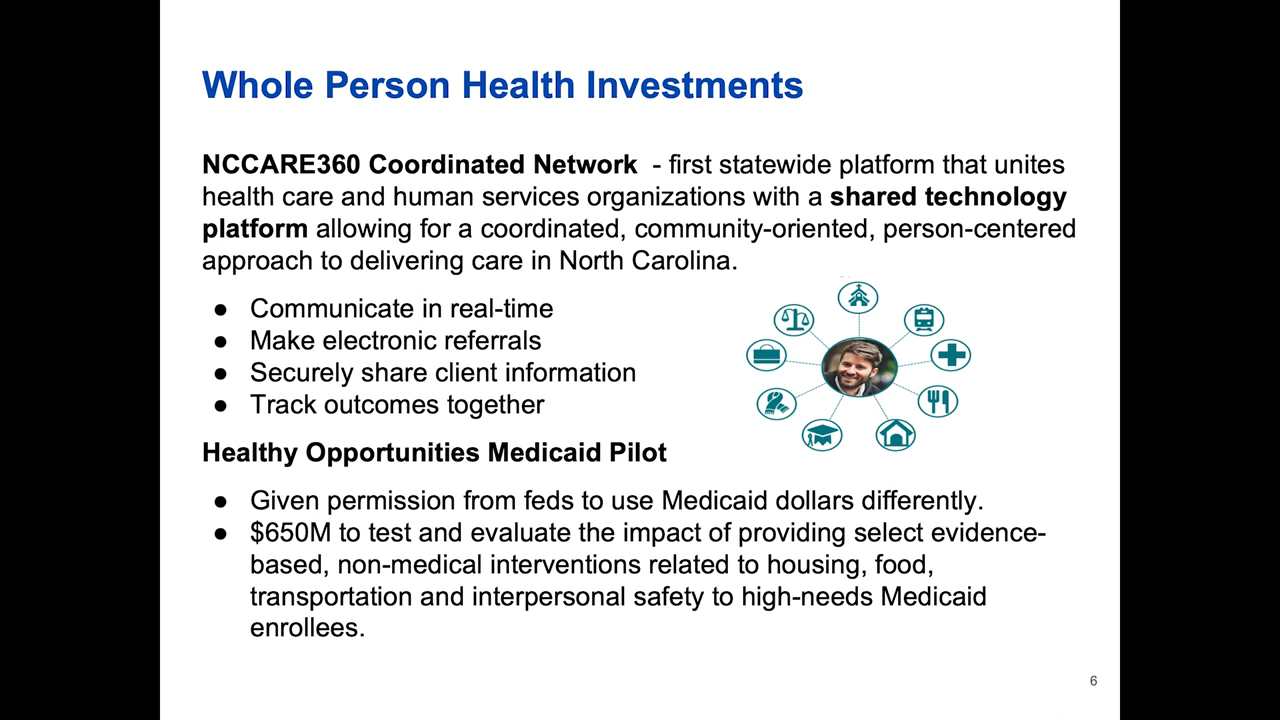 Whole Person Health Investments
NCCARE360 Coordinated Network - first statewide platform that unites
health care and human services organizations with a shared technology
platform allowing for a coordinated, community-oriented, person-centered
approach to delivering care in North Carolina.
● Communicate in real-time
● Make electronic referrals
● Securely share client information
● Track outcomes together
Healthy Opportunities Medicaid Pilot
● Given permission from feds to use Medicaid dollars differently.
● $650M to test and evaluate the impact of providing select evidence-
based, non-medical interventions related to housing, food,
transportation and interpersonal safety to high-needs Medicaid
enrollees.
6